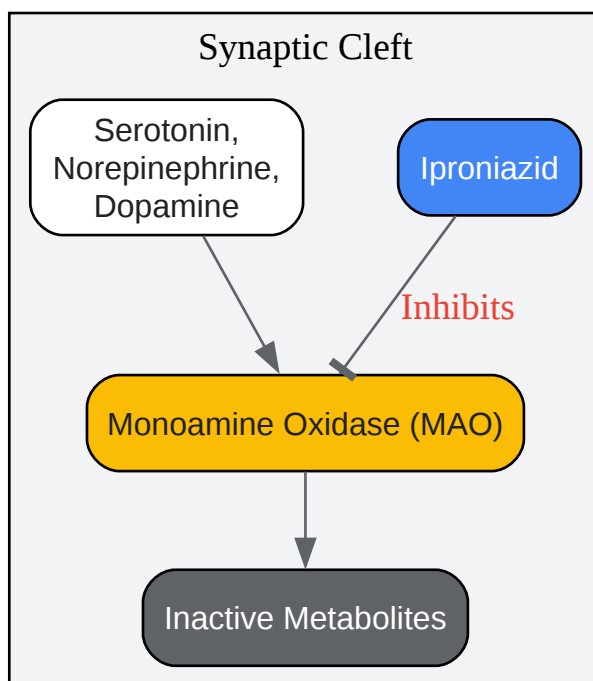 Synaptic Cleft
Serotonin,
Norepinephrine,
Dopamine
Iproniazid
Inhibits
Monoamine Oxidase (MAO)
Inactive Metabolites